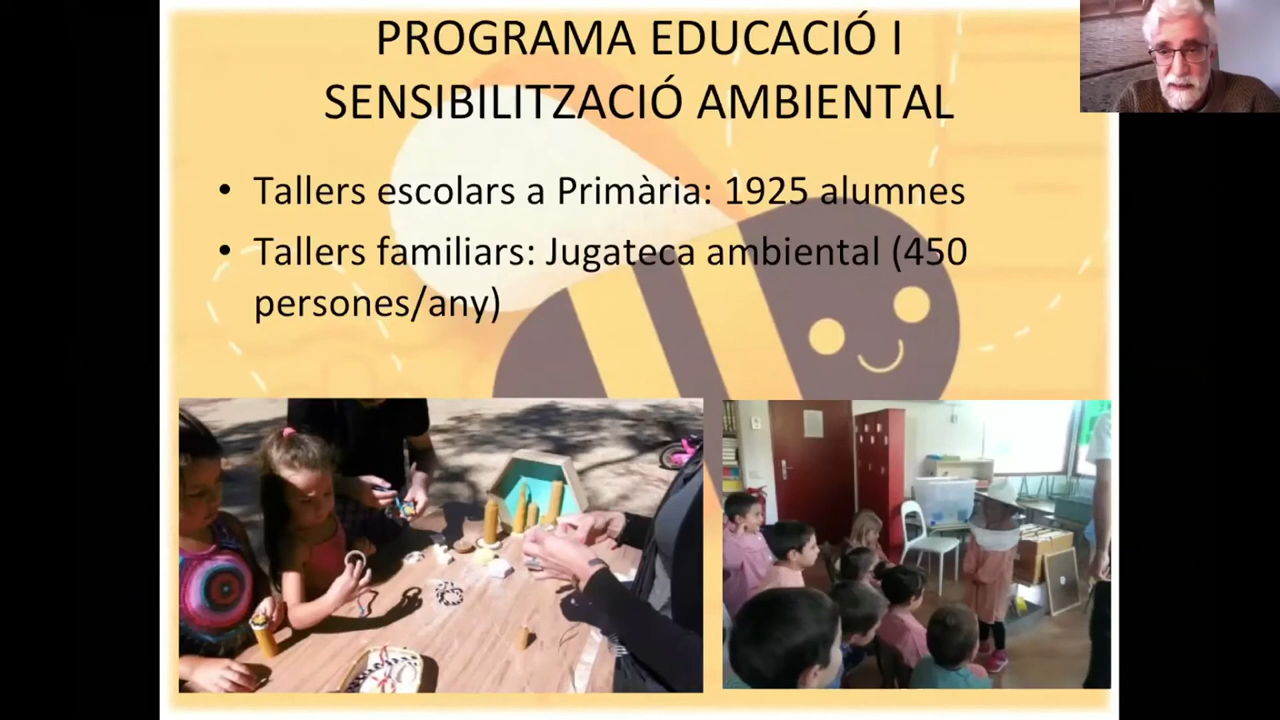 PROGRAMA EDUCACIÓ I
SENSIBILITZACIÓ AMBIENTAL
• Tallers escolars a Primària: 1925 alumnes
• Tallers familiars: Jugateca ambiental (450
persones/any)